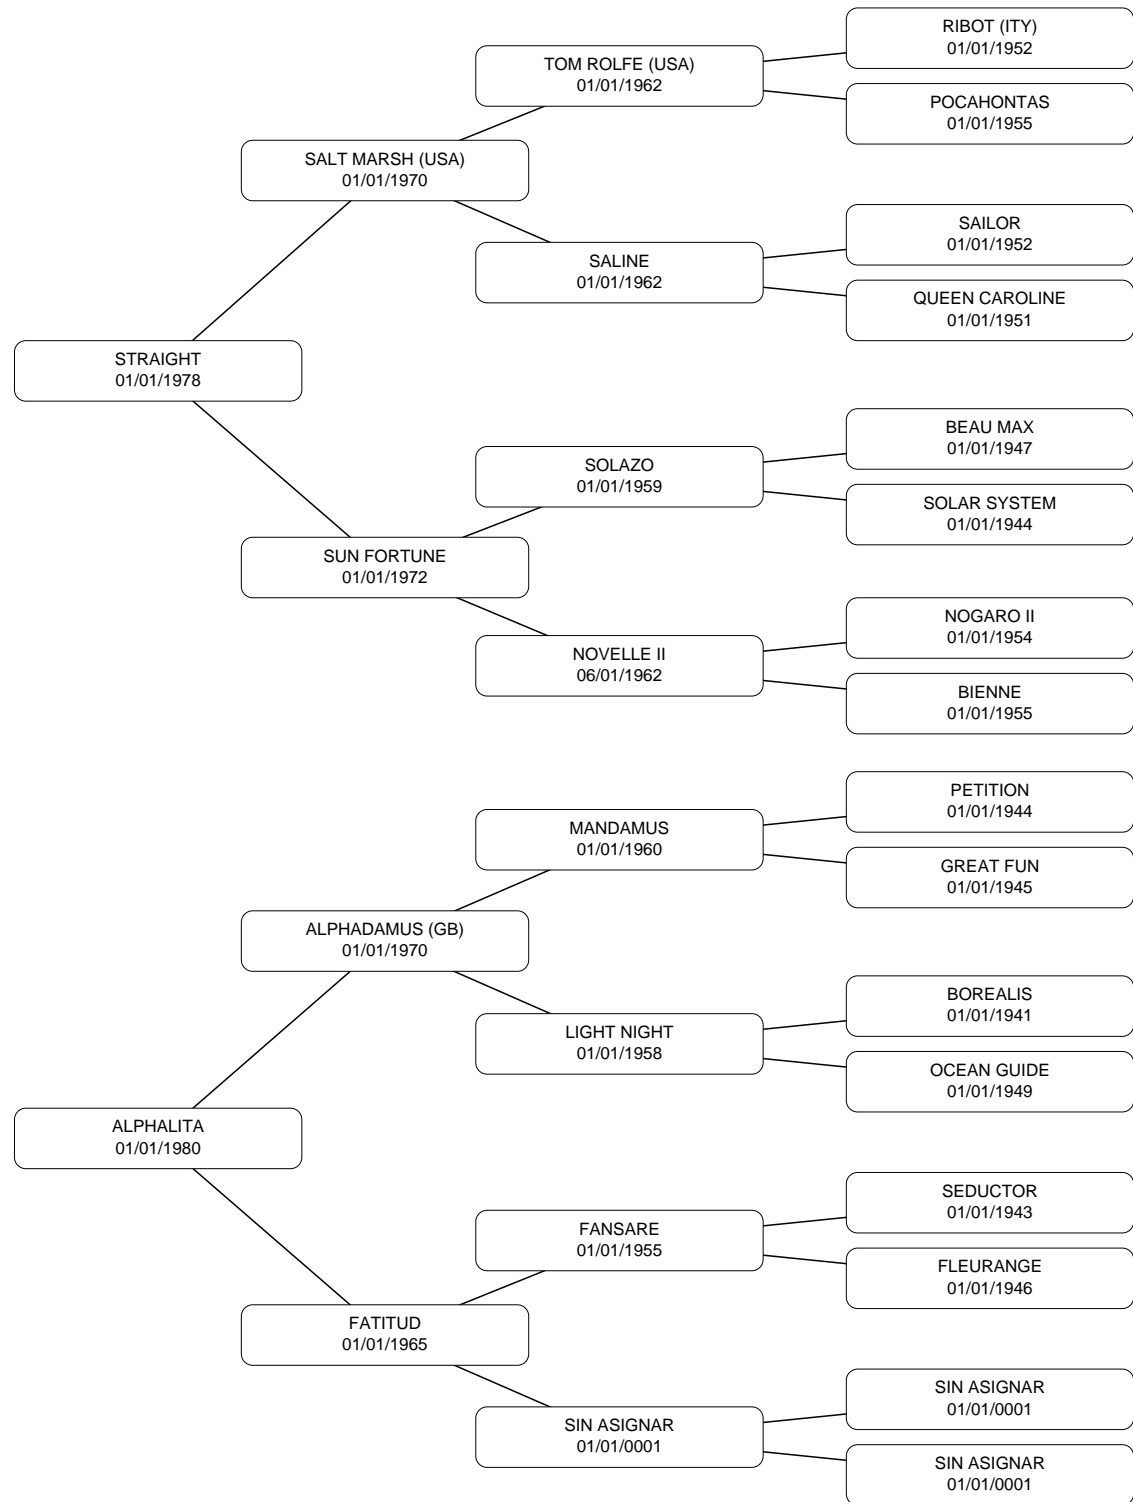 RIBOT (ITY)
01/01/1952
TOM ROLFE (USA)
01/01/1962
POCAHONTAS
01/01/1955
SALT MARSH (USA)
01/01/1970
SAILOR
01/01/1952
SALINE
01/01/1962
QUEEN CAROLINE
01/01/1951
STRAIGHT
01/01/1978
BEAU MAX
01/01/1947
SOLAZO
01/01/1959
SOLAR SYSTEM
01/01/1944
SUN FORTUNE
01/01/1972
NOGARO II
01/01/1954
NOVELLE II
06/01/1962
BIENNE
01/01/1955
PETITION
01/01/1944
MANDAMUS
01/01/1960
GREAT FUN
01/01/1945
ALPHADAMUS (GB)
01/01/1970
BOREALIS
01/01/1941
LIGHT NIGHT
01/01/1958
OCEAN GUIDE
01/01/1949
ALPHALITA
01/01/1980
SEDUCTOR
01/01/1943
FANSARE
01/01/1955
FLEURANGE
01/01/1946
FATITUD
01/01/1965
SIN ASIGNAR
01/01/0001
SIN ASIGNAR
01/01/0001
SIN ASIGNAR
01/01/0001